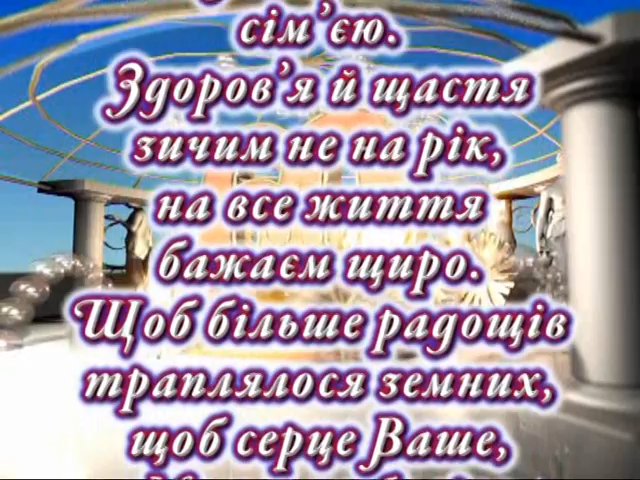 сім'єю.
Здоров'я й щастя
зичим не на рік,
на все життя
бажаєм щиро.
Щоб більше радощів
траплялося земних,
щоб серце Ваше,